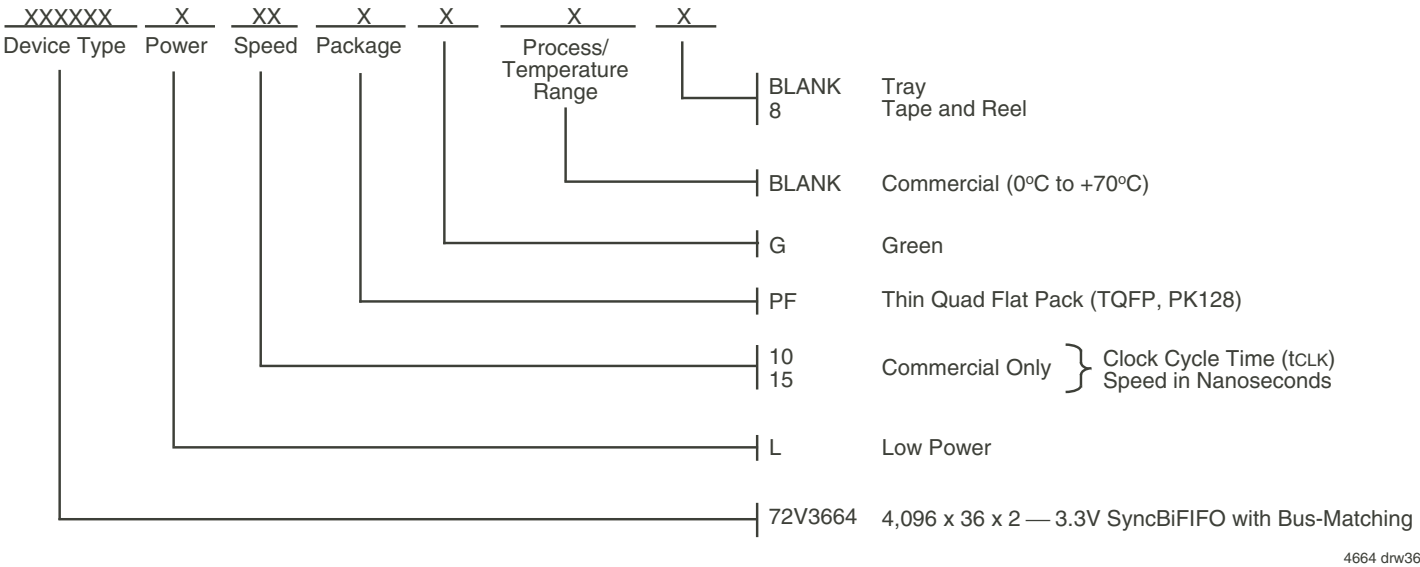 XXXXXX X XX X X X X
Device Type Power Speed Package Process/
Temperature
Range
BLANK Tray
8 Tape and Reel
BLANK Commercial (0°C to +70°C)
G Green
PF Thin Quad Flat Pack (TQFP, PK128)
10
15
Commercial Only
Clock Cycle Time (tCLK)
Speed in Nanoseconds
L Low Power
72V3664 4,096 x 36 x 2 — 3.3V SyncBiFIFO with Bus-Matching
4664 drw36